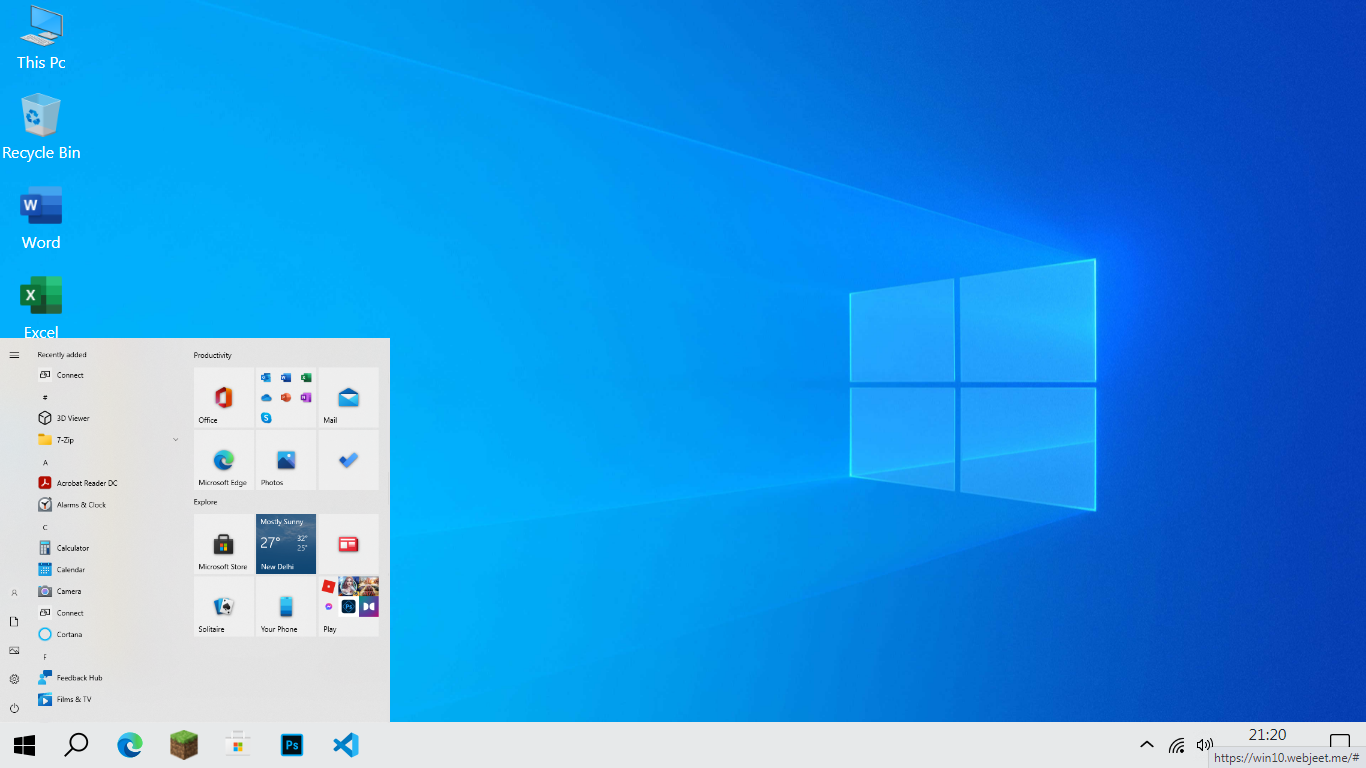 This Pc
Recycle Bin
Word
Excel
Recently added
Connect
#
3D Viewer
7-Zip
A
Acrobat Reader DC
Alarms & Clock
C
Calculator
Calendar
Camera
Connect
Cortana
F
Feedback Hub
Films & TV
Productivity
Office
Mail
Microsoft Edge
Photos
Explore
Microsoft Store
Mostly Sunny
27° 32°
25°
New Delhi
Solitaire
Your Phone
Play
Ps
21:20
https://win10.webjeet.me/#